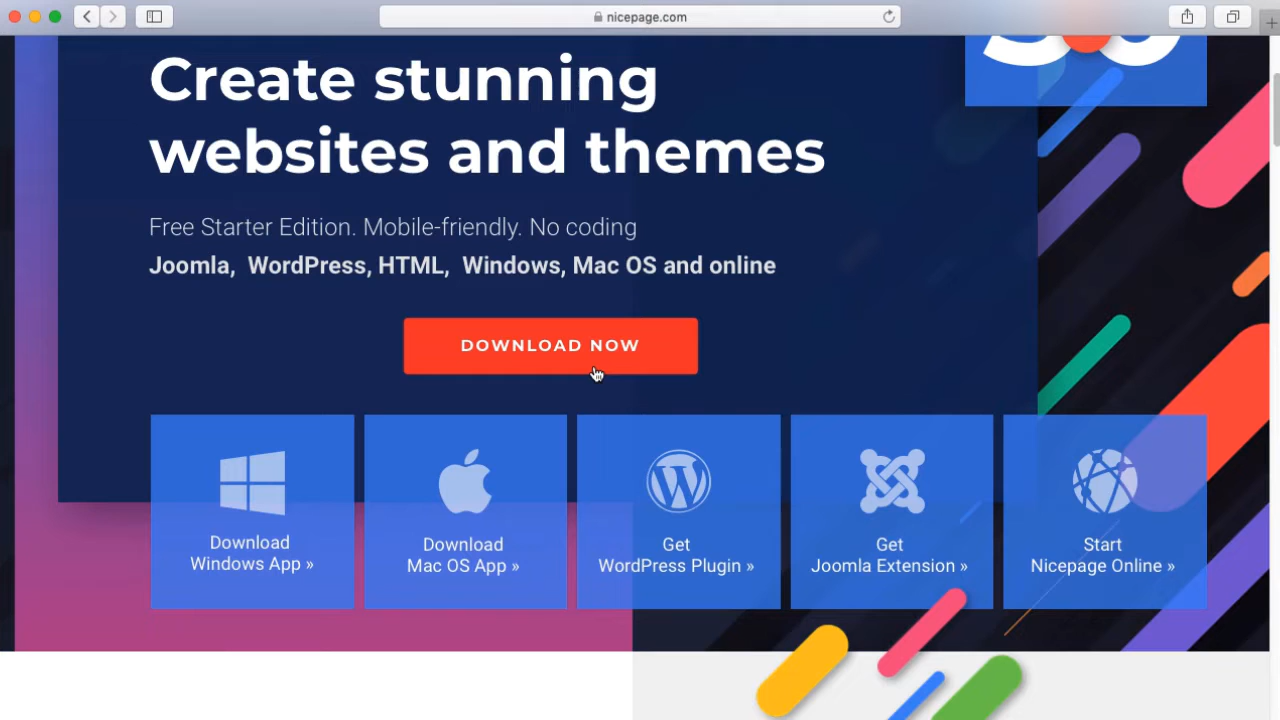 nicepage.com
Create stunning
websites and themes
Free Starter Edition. Mobile-friendly. No coding
Joomla, WordPress, HTML, Windows, Mac OS and online
DOWNLOAD NOW
Download
Windows App »
Download
Mac OS App »
Get
WordPress Plugin »
Get
Joomla Extension »
Start
Nicepage Online »